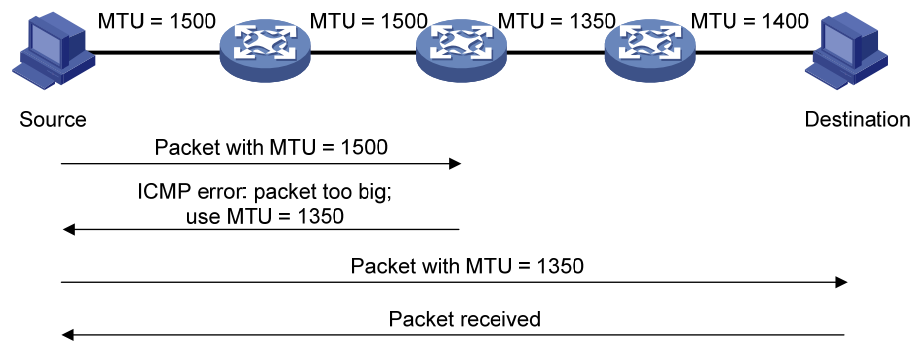 MTU = 1500
MTU = 1500
MTU = 1350
MTU = 1400
Source
Destination
Packet with MTU = 1500
ICMP error: packet too big;
use MTU = 1350
Packet with MTU = 1350
Packet received